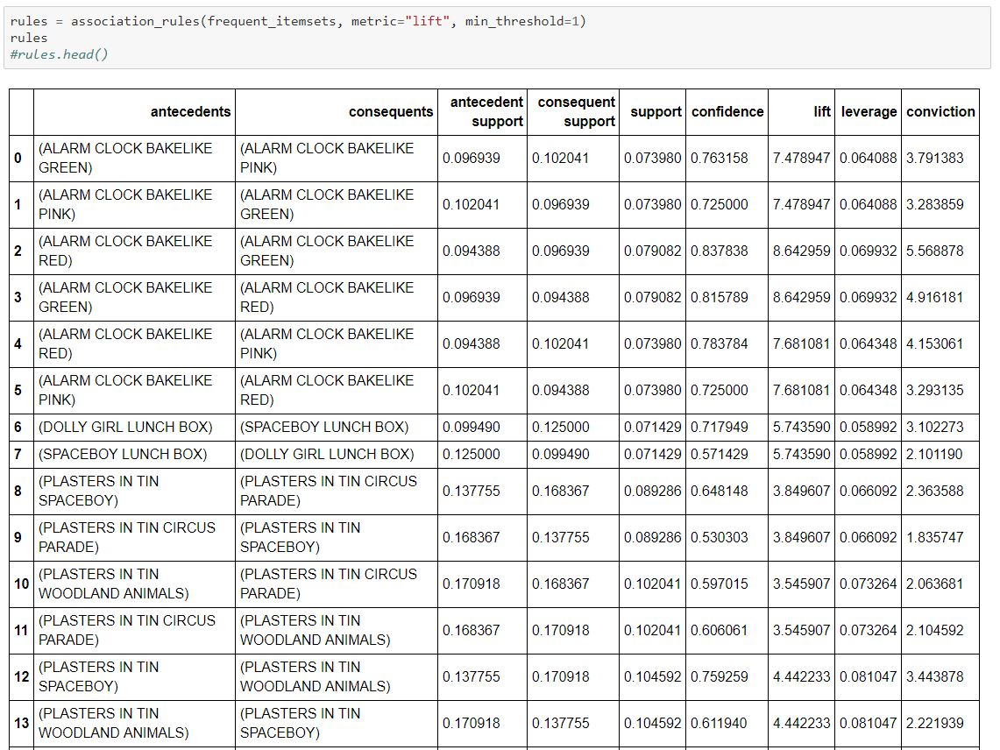 rules = association_rules(frequent_itemsets, metric="lift", min_threshold=1)
rules
#rules.head()
antecedents consequents antecedent support consequent support support confidence lift leverage conviction
0 (ALARM CLOCK BAKELIKE GREEN) (ALARM CLOCK BAKELIKE PINK) 0.096939 0.102041 0.073980 0.763158 7.478947 0.064088 3.791383
1 (ALARM CLOCK BAKELIKE PINK) (ALARM CLOCK BAKELIKE GREEN) 0.102041 0.096939 0.073980 0.725000 7.478947 0.064088 3.283859
2 (ALARM CLOCK BAKELIKE RED) (ALARM CLOCK BAKELIKE GREEN) 0.094388 0.096939 0.079082 0.837838 8.642959 0.069932 5.568878
3 (ALARM CLOCK BAKELIKE GREEN) (ALARM CLOCK BAKELIKE RED) 0.096939 0.094388 0.079082 0.815789 8.642959 0.069932 4.916181
4 (ALARM CLOCK BAKELIKE RED) (ALARM CLOCK BAKELIKE PINK) 0.094388 0.102041 0.073980 0.783784 7.681081 0.064348 4.153061
5 (ALARM CLOCK BAKELIKE PINK) (ALARM CLOCK BAKELIKE RED) 0.102041 0.094388 0.073980 0.725000 7.681081 0.064348 3.293135
6 (DOLLY GIRL LUNCH BOX) (SPACEBOY LUNCH BOX) 0.099490 0.125000 0.071429 0.717949 5.743590 0.058992 3.102273
7 (SPACEBOY LUNCH BOX) (DOLLY GIRL LUNCH BOX) 0.125000 0.099490 0.071429 0.571429 5.743590 0.058992 2.101190
8 (PLASTERS IN TIN SPACEBOY) (PLASTERS IN TIN CIRCUS PARADE) 0.137755 0.168367 0.089286 0.648148 3.849607 0.066092 2.363588
9 (PLASTERS IN TIN CIRCUS PARADE) (PLASTERS IN TIN SPACEBOY) 0.168367 0.137755 0.089286 0.530303 3.849607 0.066092 1.835747
10 (PLASTERS IN TIN WOODLAND ANIMALS) (PLASTERS IN TIN CIRCUS PARADE) 0.170918 0.168367 0.102041 0.597015 3.545907 0.073264 2.063681
11 (PLASTERS IN TIN CIRCUS PARADE) (PLASTERS IN TIN WOODLAND ANIMALS) 0.168367 0.170918 0.102041 0.606061 3.545907 0.073264 2.104592
12 (PLASTERS IN TIN SPACEBOY) (PLASTERS IN TIN WOODLAND ANIMALS) 0.137755 0.170918 0.104592 0.759259 4.442233 0.081047 3.443878
13 (PLASTERS IN TIN WOODLAND ANIMALS) (PLASTERS IN TIN SPACEBOY) 0.170918 0.137755 0.104592 0.611940 4.442233 0.081047 2.221939